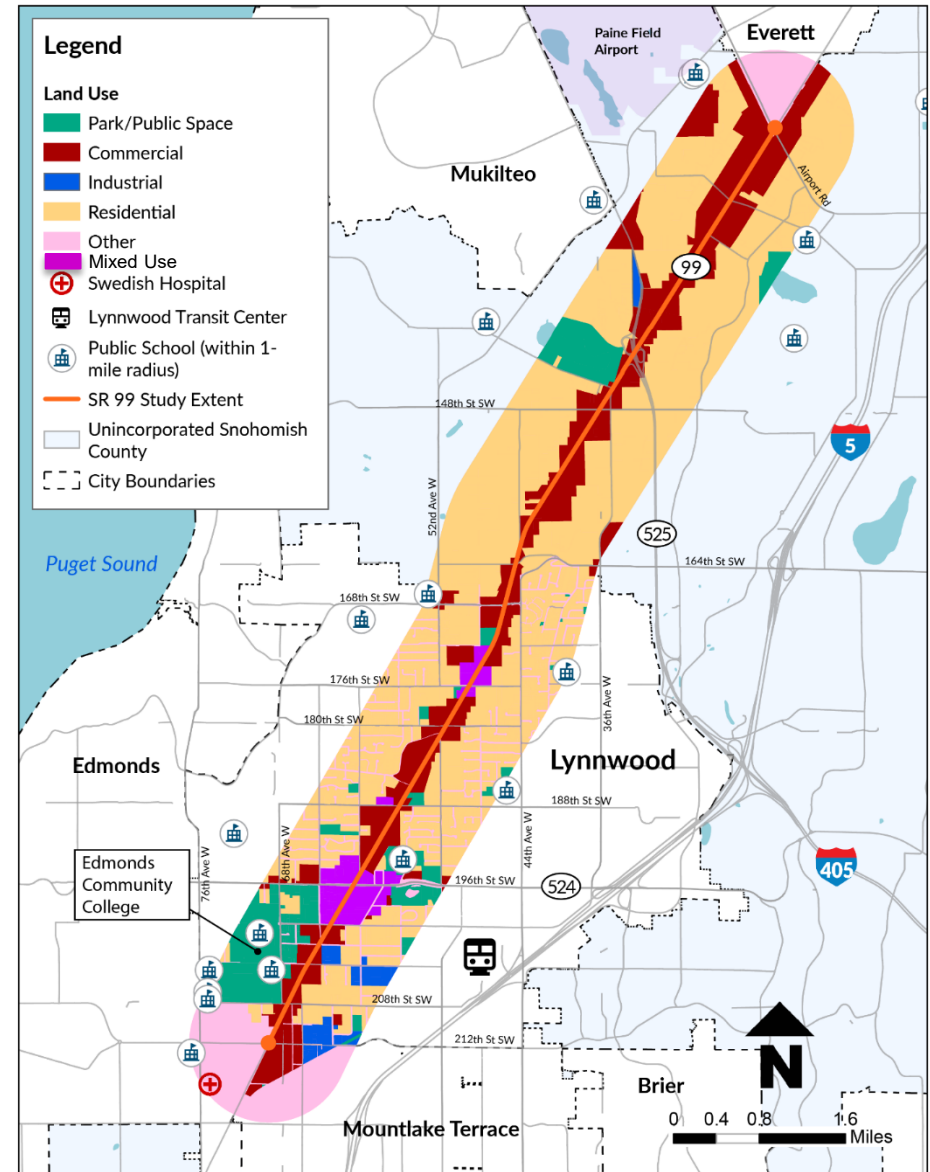 Legend
Land Use
Park/Public Space
Commercial
Industrial
Residential
Other
Mixed Use
Swedish Hospital
Lynnwood Transit Center
Public School (within 1-
mile radius)
SR 99 Study Extent
Unincorporated Snohomish
County
City Boundaries
Paine Field
Airport
Everett
Mukilteo
Airport Rd
99
148th St SW
5
52nd Ave W
525
Puget Sound
164th St SW
168th St SW
176th St SW
36th Ave W
180th St SW
Edmonds
Lynnwood
188th St SW
44th Ave W
68th Ave W
76th Ave W
Edmonds
Community
College
196th St SW
524
405
208th St SW
212th St SW
N
Brier
Mountlake Terrace
0 0.4 0.8 1.6
Miles